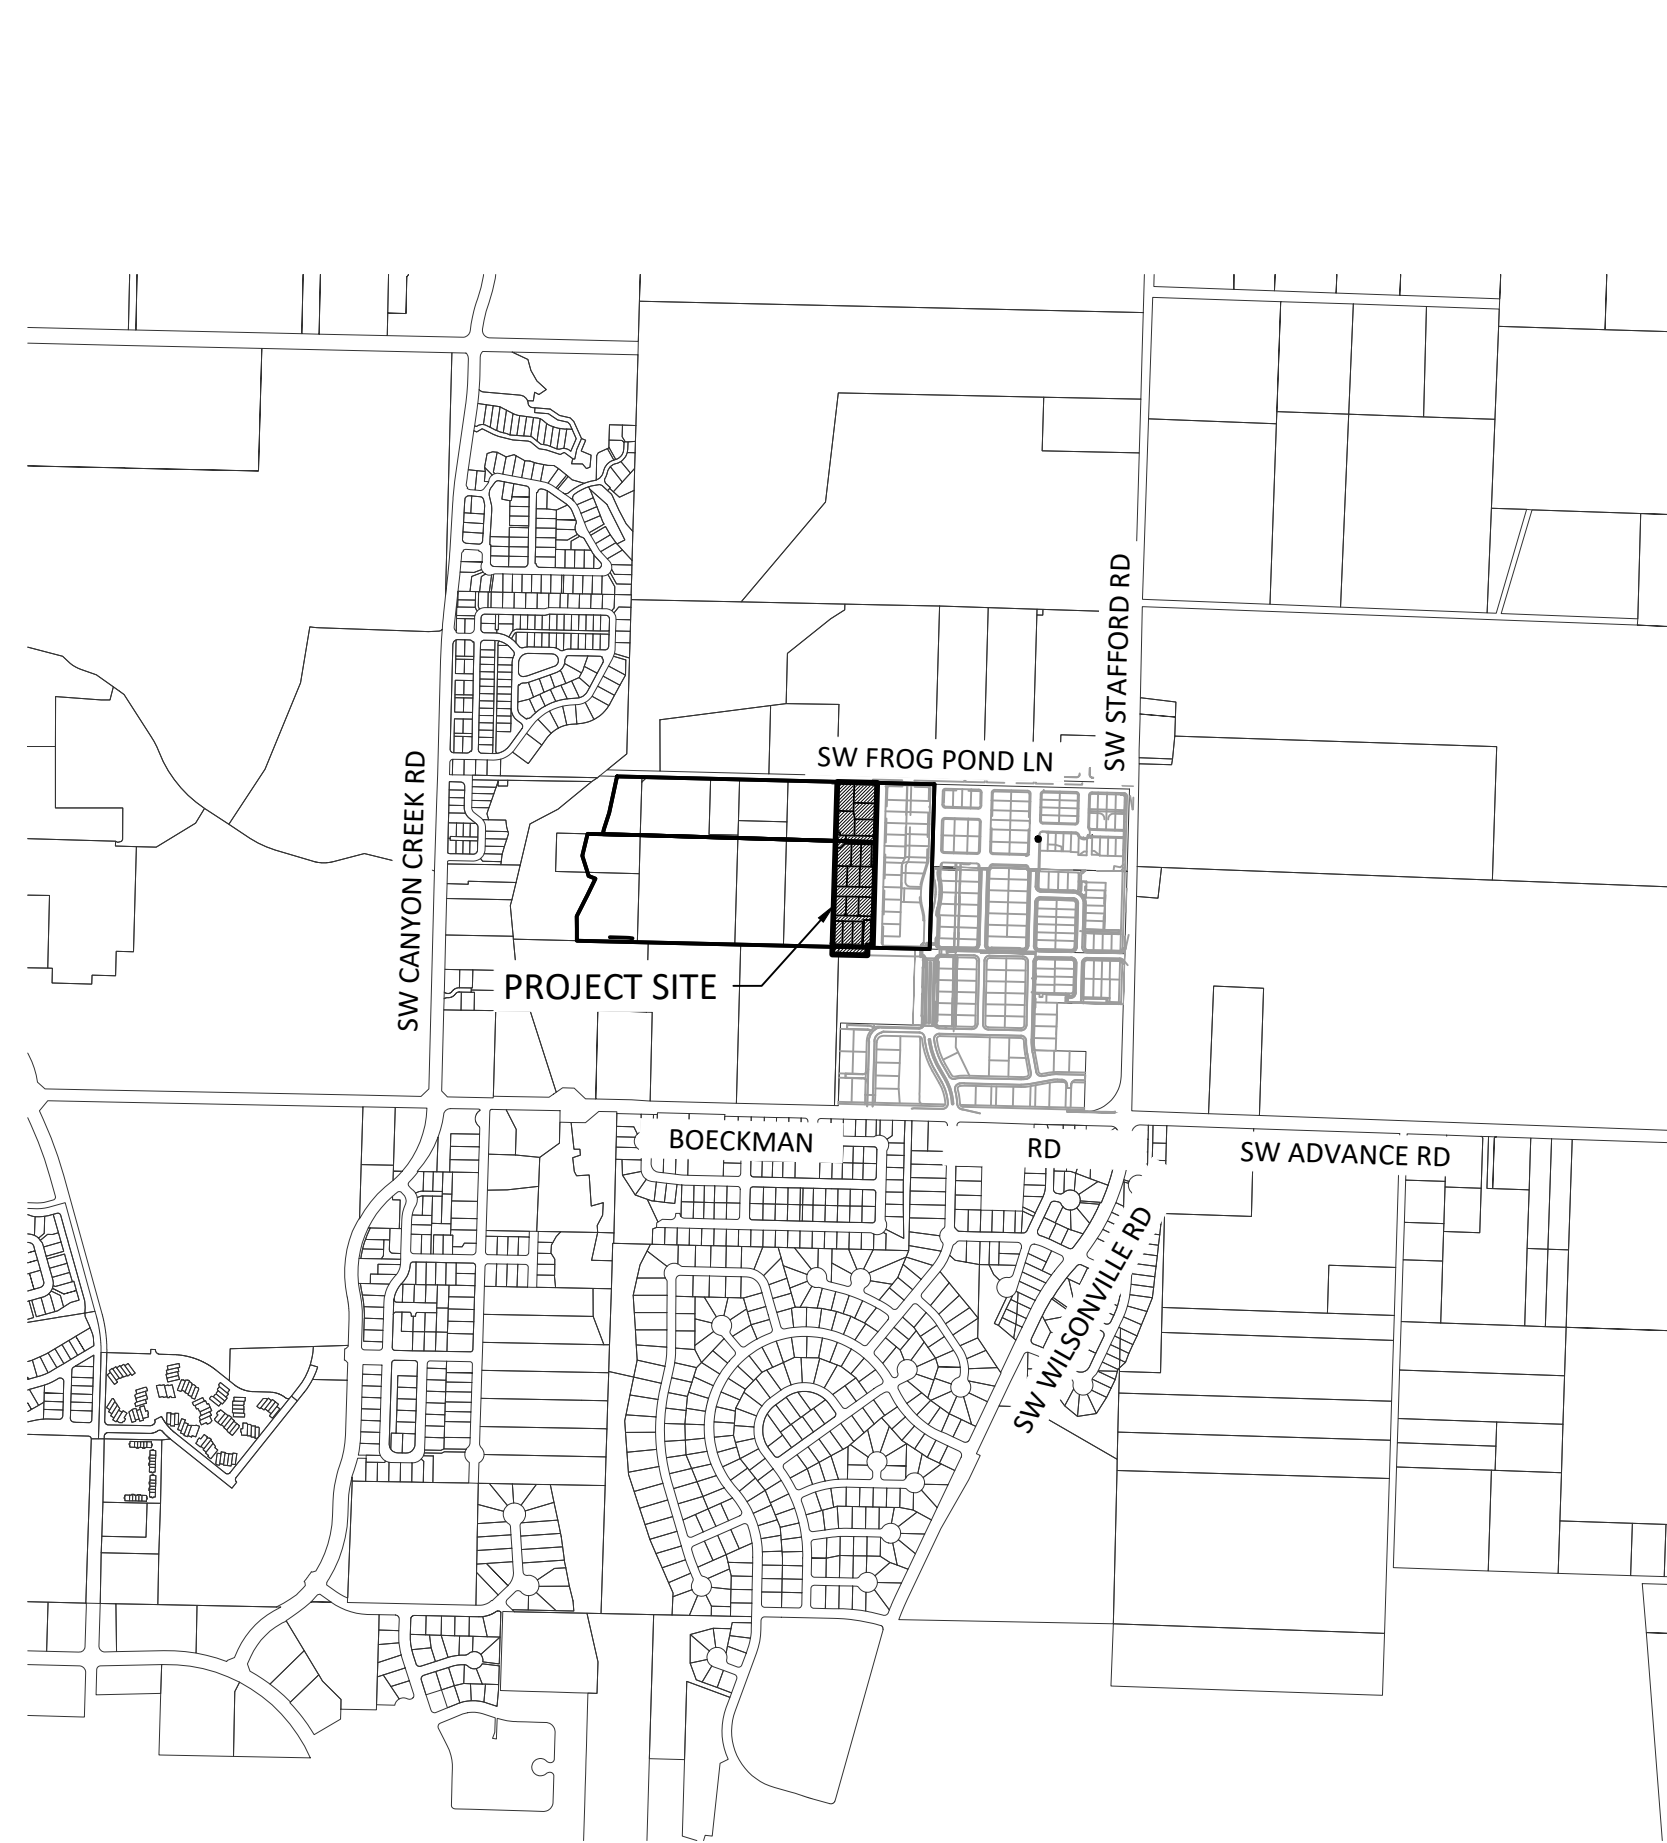 SW STAFFORD RD
SW FROG POND LN
SW CANYON CREEK RD
PROJECT SITE
BOECKMAN RD
SW ADVANCE RD
SW WILSONVILLE RD